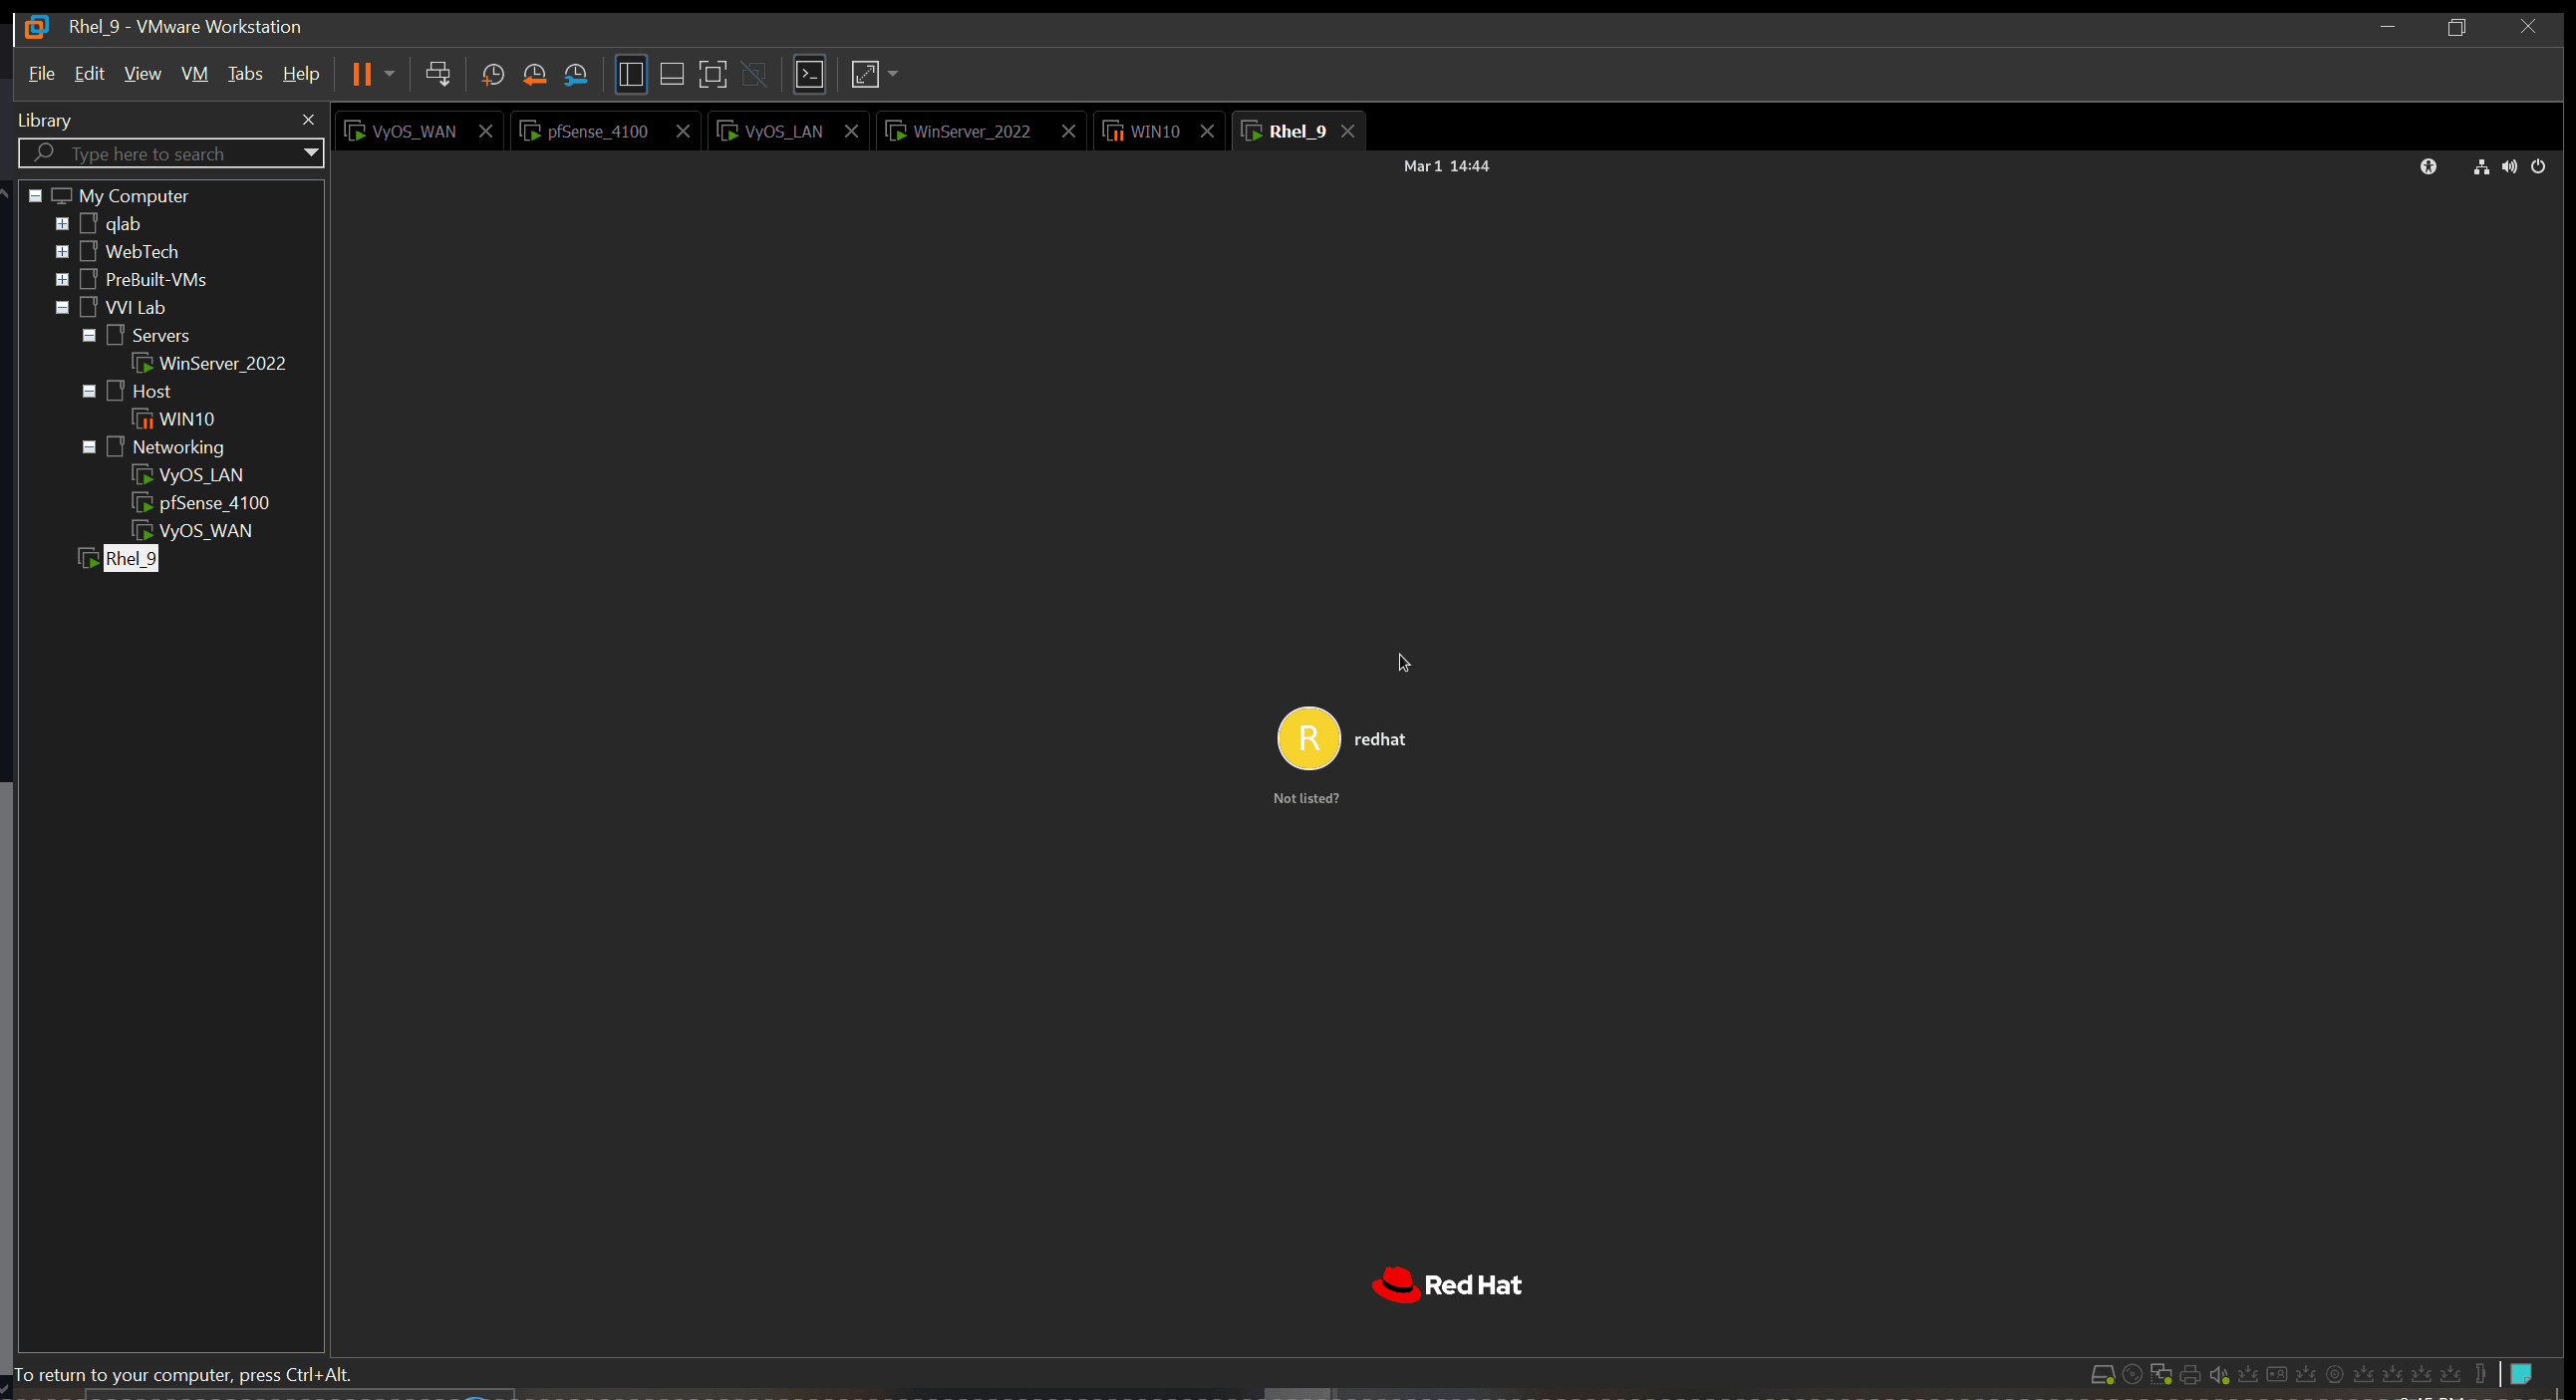 Rhel_9 - VMware Workstation
File Edit View VM Tabs Help
Library
Type here to search
My Computer
qlab
WebTech
PreBuilt-VMs
VVI Lab
Servers
WinServer_2022
Host
WIN10
Networking
VyOS_LAN
pfSense_4100
VyOS_WAN
Rhel_9
VyOS_WAN pfSense_4100 VyOS_LAN WinServer_2022 WIN10 Rhel_9
Mar 1 14:44
R redhat
Not listed?
Red Hat
To return to your computer, press Ctrl+Alt.